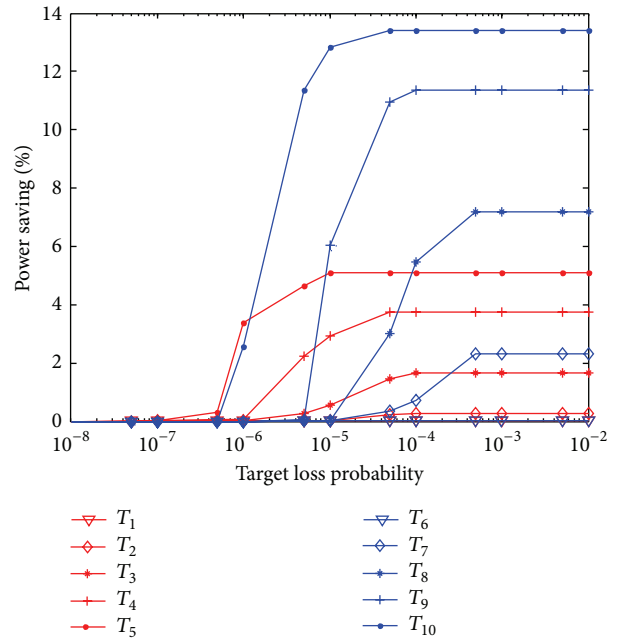 14
12
10
8
6
4
2
0
Power saving (%)
10⁻⁸
10⁻⁷
10⁻⁶
10⁻⁵
10⁻⁴
10⁻³
10⁻²
Target loss probability
T₁
T₂
T₃
T₄
T₅
T₆
T₇
T₈
T₉
T₁₀